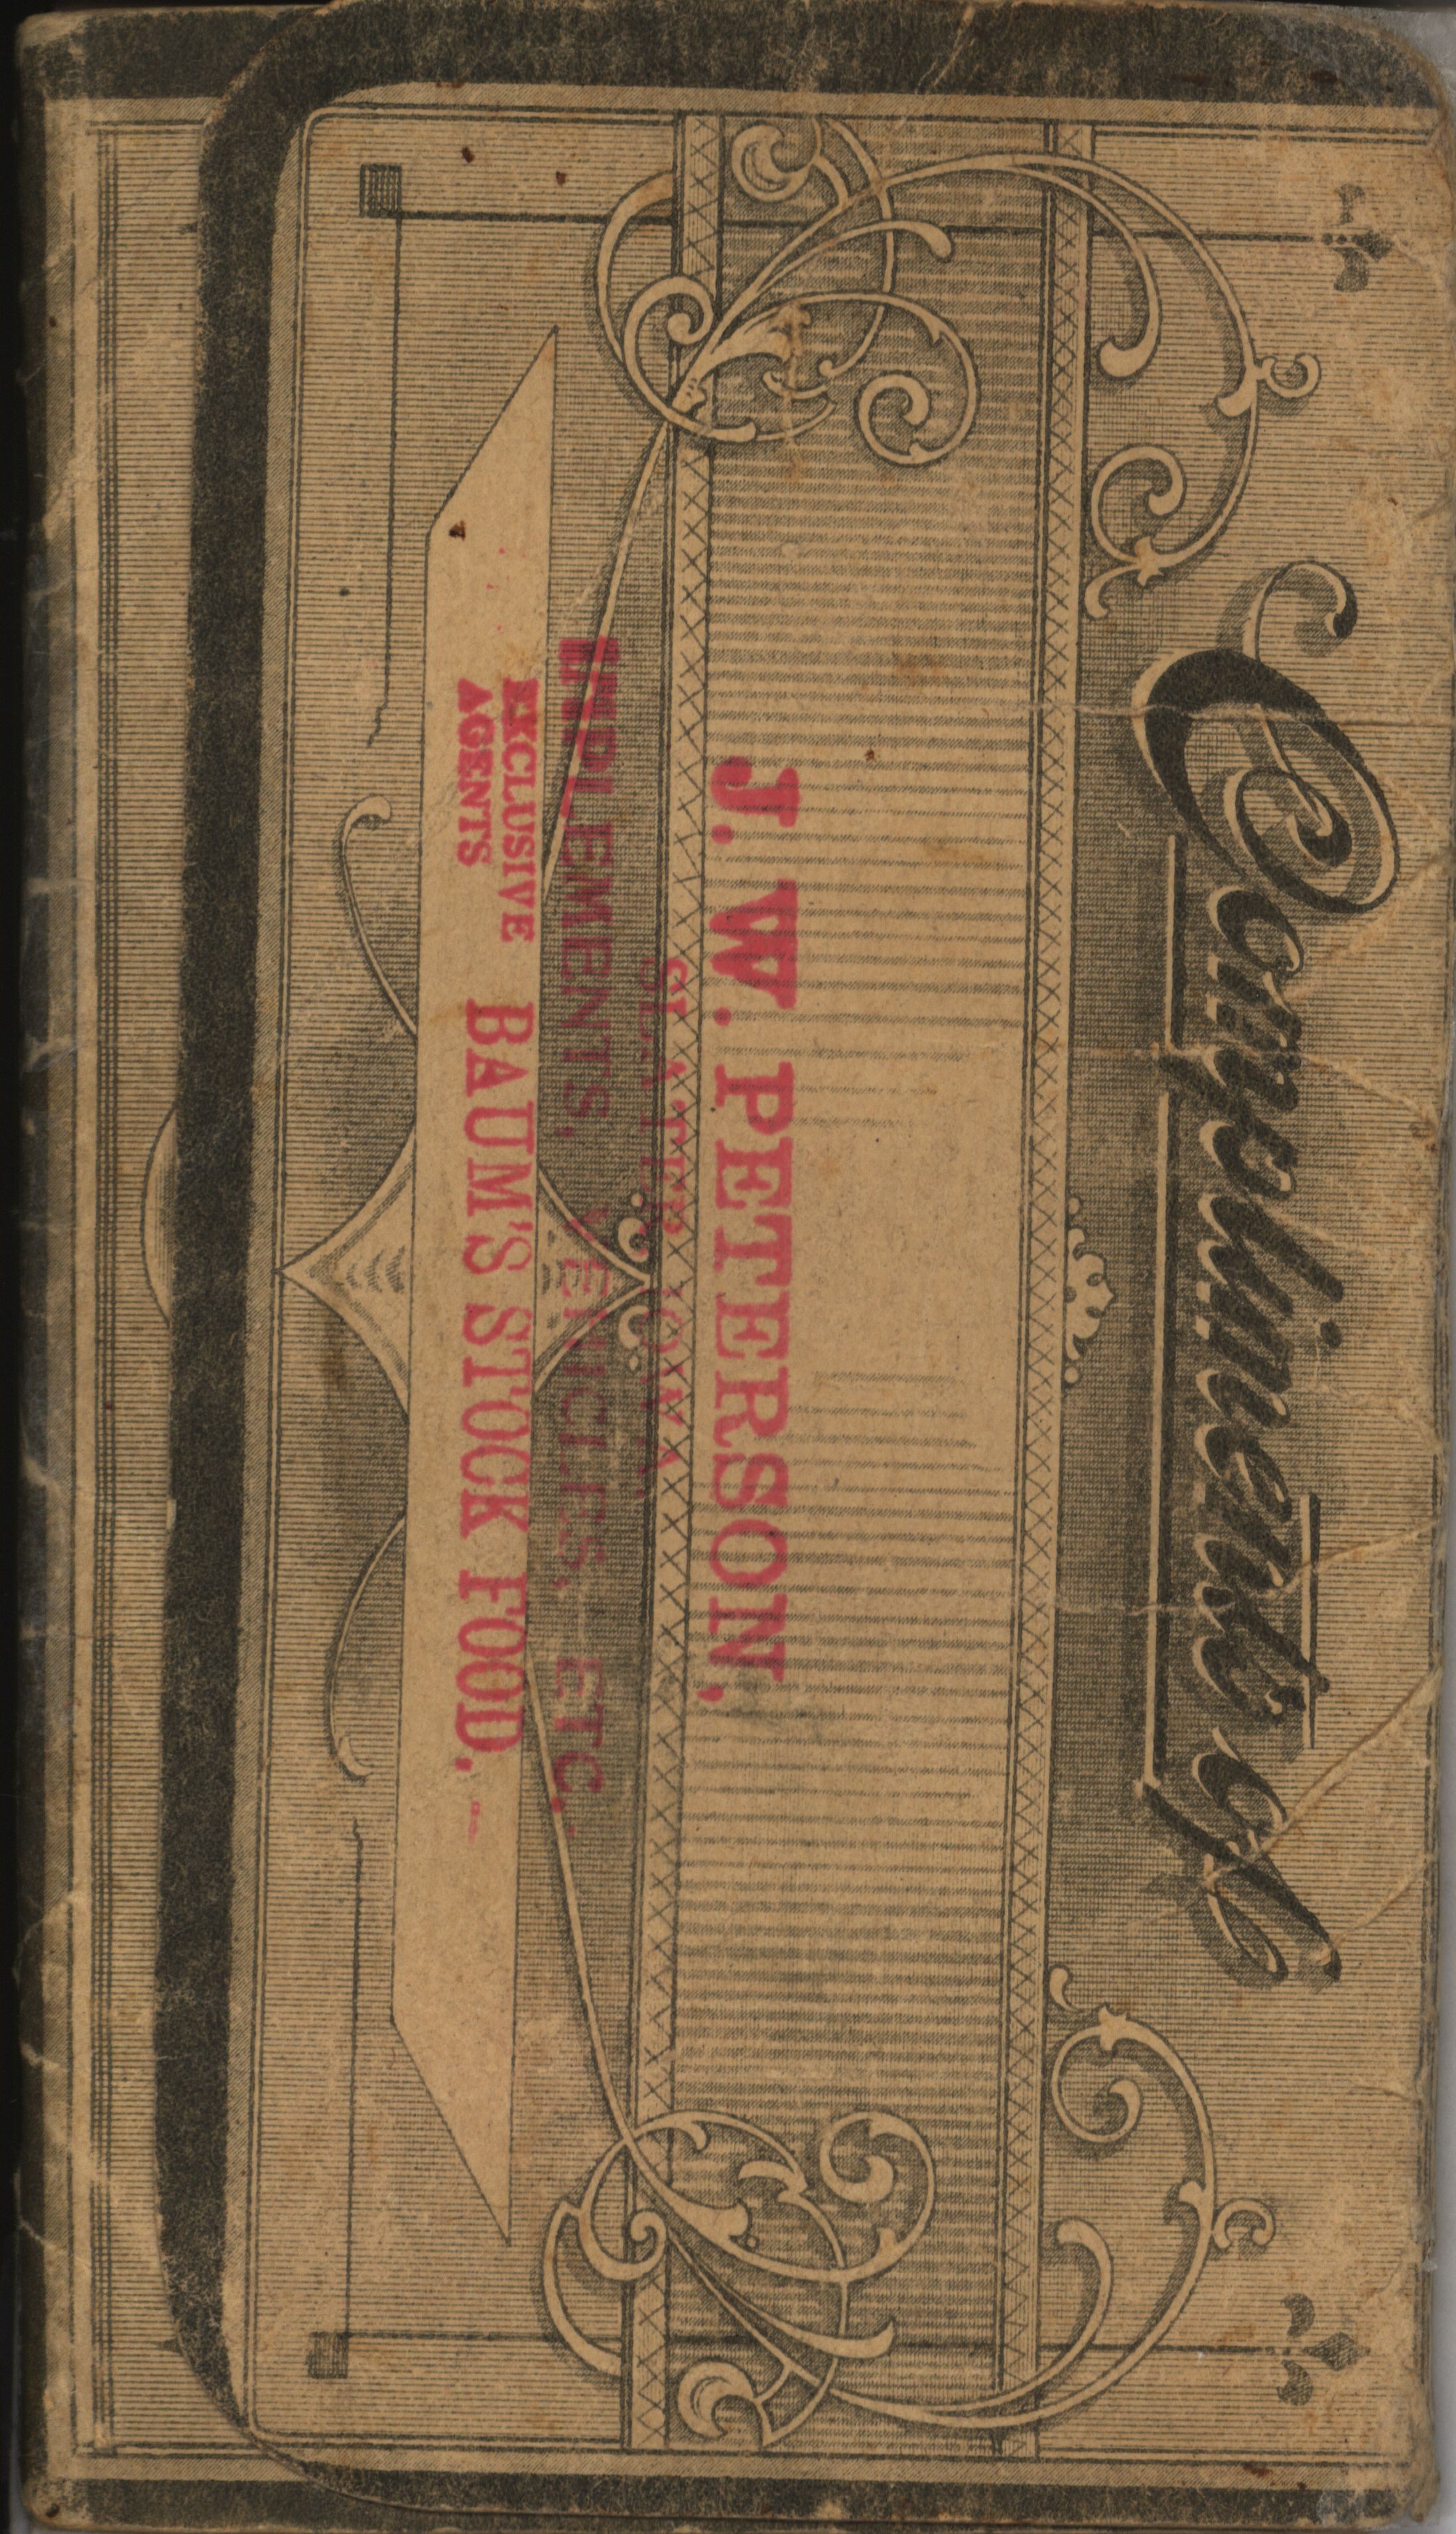 Compliments of
J. W. PETERSON,
SLATER, IOWA.
IMPLEMENTS, VEHICLES, ETC.
EXCLUSIVE
AGENTS
BAUM'S STOCK FOOD.